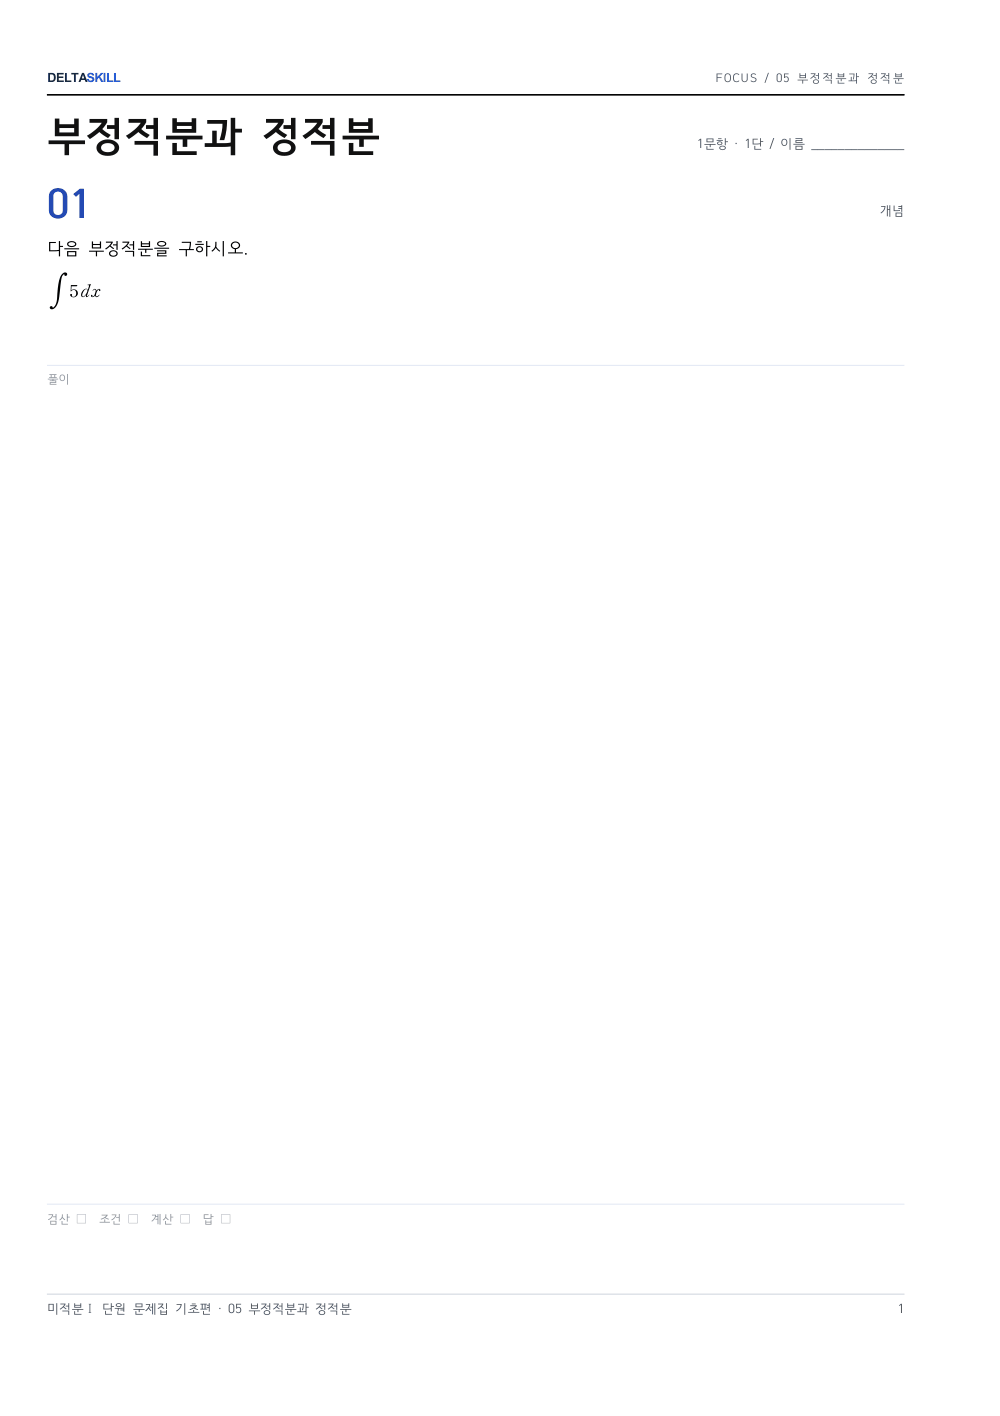 DELTASKILL
FOCUS / 05 부정적분과 정적분
부정적분과 정적분
1문항 · 1단 / 이름 ______________
01
개념
다음 부정적분을 구하시오.
∫ 5 dx
풀이
검산 □ 조건 □ 계산 □ 답 □
미적분 I 단원 문제집 기초편 · 05 부정적분과 정적분
1